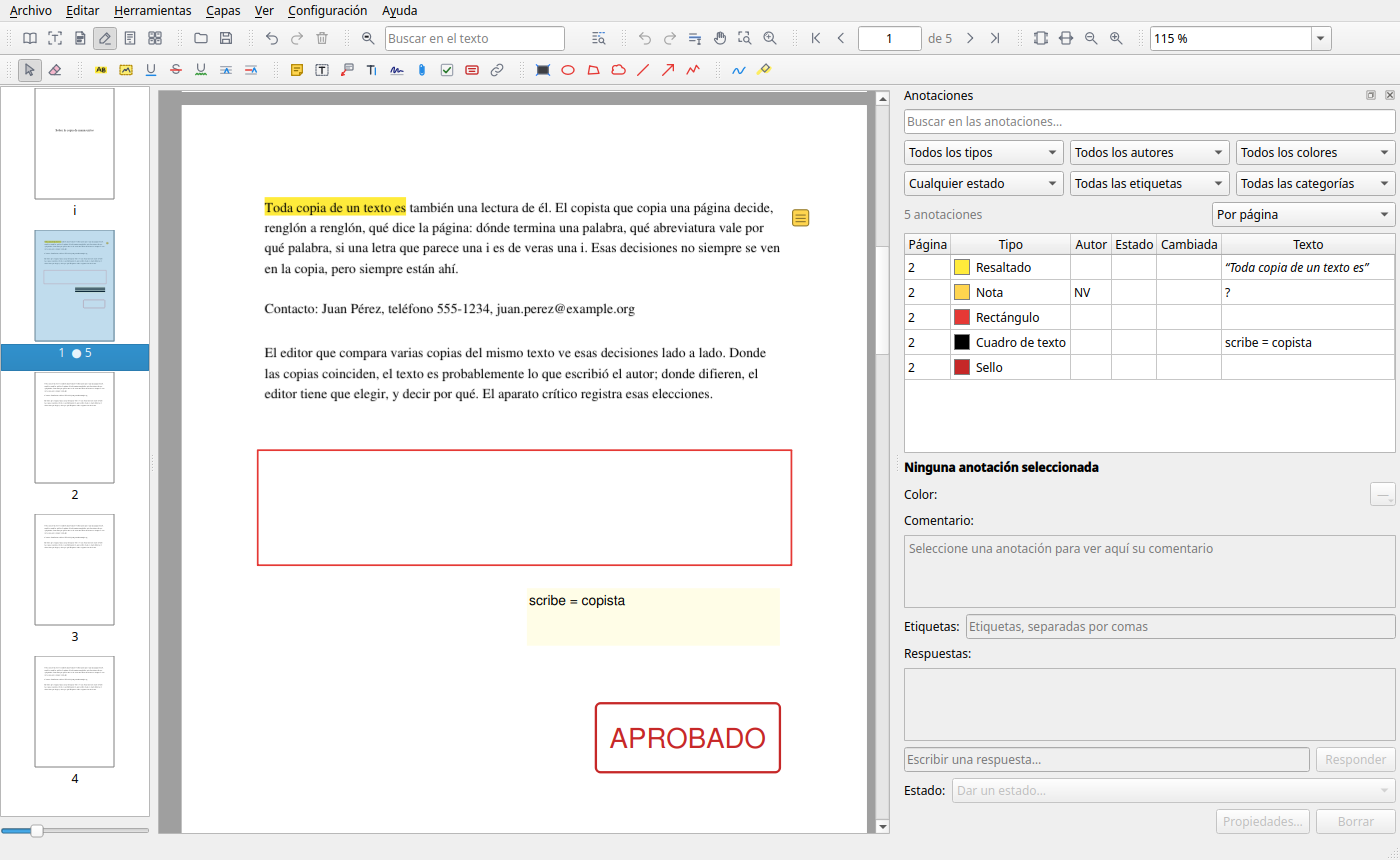 Archivo Editar Herramientas Capas Ver Configuración Ayuda
Buscar en el texto
1 de 5
115 %
i
1 5
2
3
4
Toda copia de un texto es también una lectura de él. El copista que copia una página decide,
renglón a renglón, qué dice la página: dónde termina una palabra, qué abreviatura vale por
qué palabra, si una letra que parece una i es de veras una i. Esas decisiones no siempre se ven
en la copia, pero siempre están ahí.
Contacto: Juan Pérez, teléfono 555-1234, juan.perez@example.org
El editor que compara varias copias del mismo texto ve esas decisiones lado a lado. Donde
las copias coinciden, el texto es probablemente lo que escribió el autor; donde difieren, el
editor tiene que elegir, y decir por qué. El aparato crítico registra esas elecciones.
scribe = copista
APROBADO
Anotaciones
Buscar en las anotaciones...
Todos los tipos Todos los autores Todos los colores
Cualquier estado Todas las etiquetas Todas las categorías
5 anotaciones Por página
Página Tipo Autor Estado Cambiada Texto
2 Resaltado “Toda copia de un texto es”
2 Nota NV ?
2 Rectángulo
2 Cuadro de texto scribe = copista
2 Sello
Ninguna anotación seleccionada
Color: —
Comentario:
Seleccione una anotación para ver aquí su comentario
Etiquetas: Etiquetas, separadas por comas
Respuestas:
Escribir una respuesta... Responder
Estado: Dar un estado...
Propiedades... Borrar